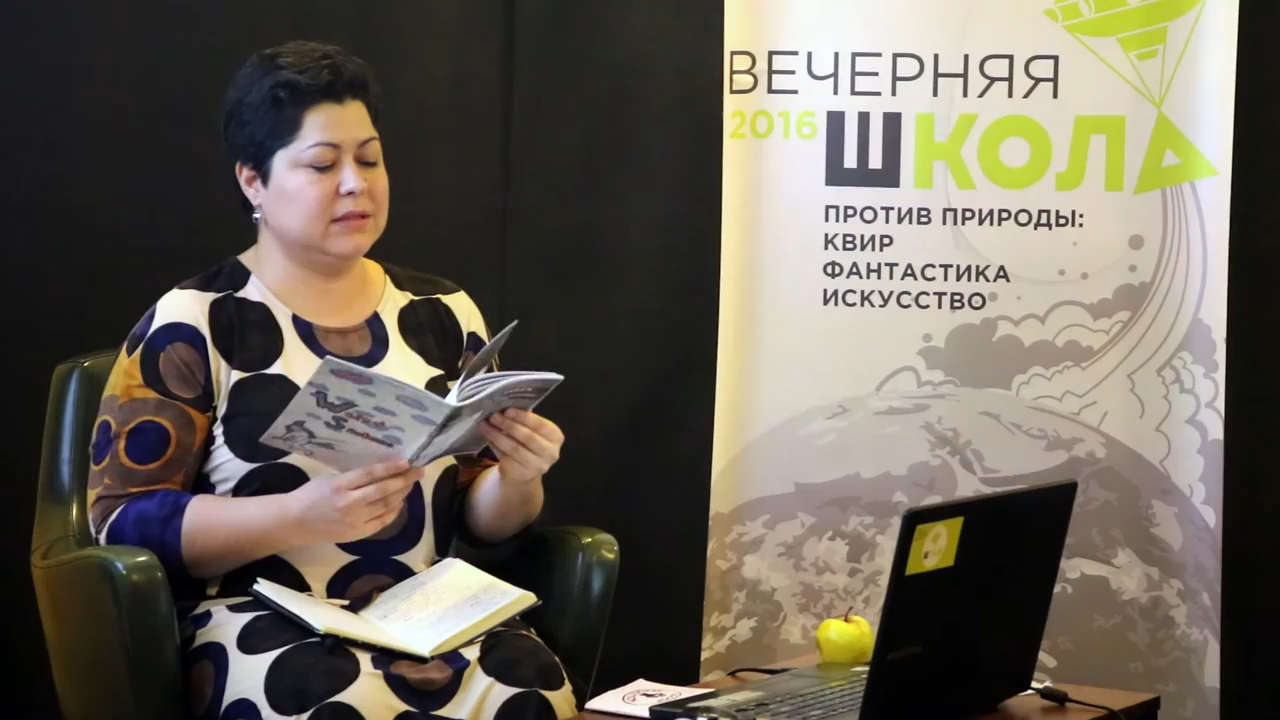 ВЕЧЕРНЯЯ
2016 ШКОЛА
ПРОТИВ ПРИРОДЫ:
КВИР
ФАНТАСТИКА
ИСКУССТВО